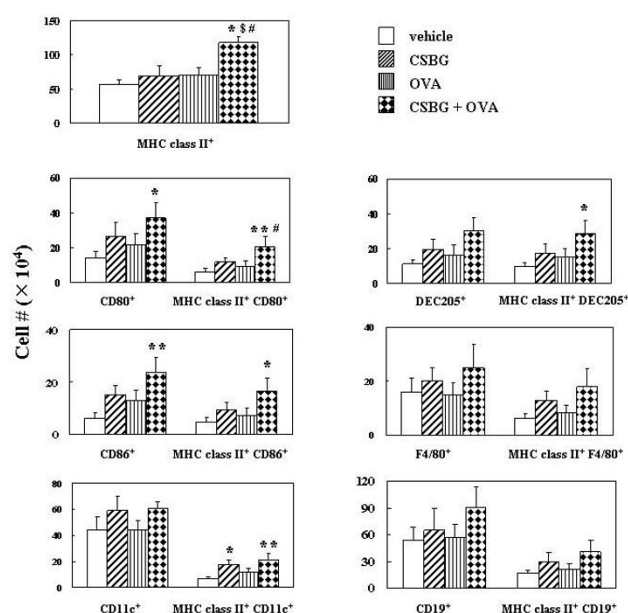 150
100
50
0
* $ #
MHC class II⁺
vehicle
CSBG
OVA
CSBG + OVA
Cell # (× 10⁴)
60
40
20
0
*
** #
CD80⁺ MHC class II⁺ CD80⁺
60
40
20
0
*
DEC205⁺ MHC class II⁺ DEC205⁺
40
20
0
**
*
CD86⁺ MHC class II⁺ CD86⁺
40
20
0
F4/80⁺ MHC class II⁺ F4/80⁺
80
60
40
20
0
*
**
CD11c⁺ MHC class II⁺ CD11c⁺
120
90
60
30
0
CD19⁺ MHC class II⁺ CD19⁺